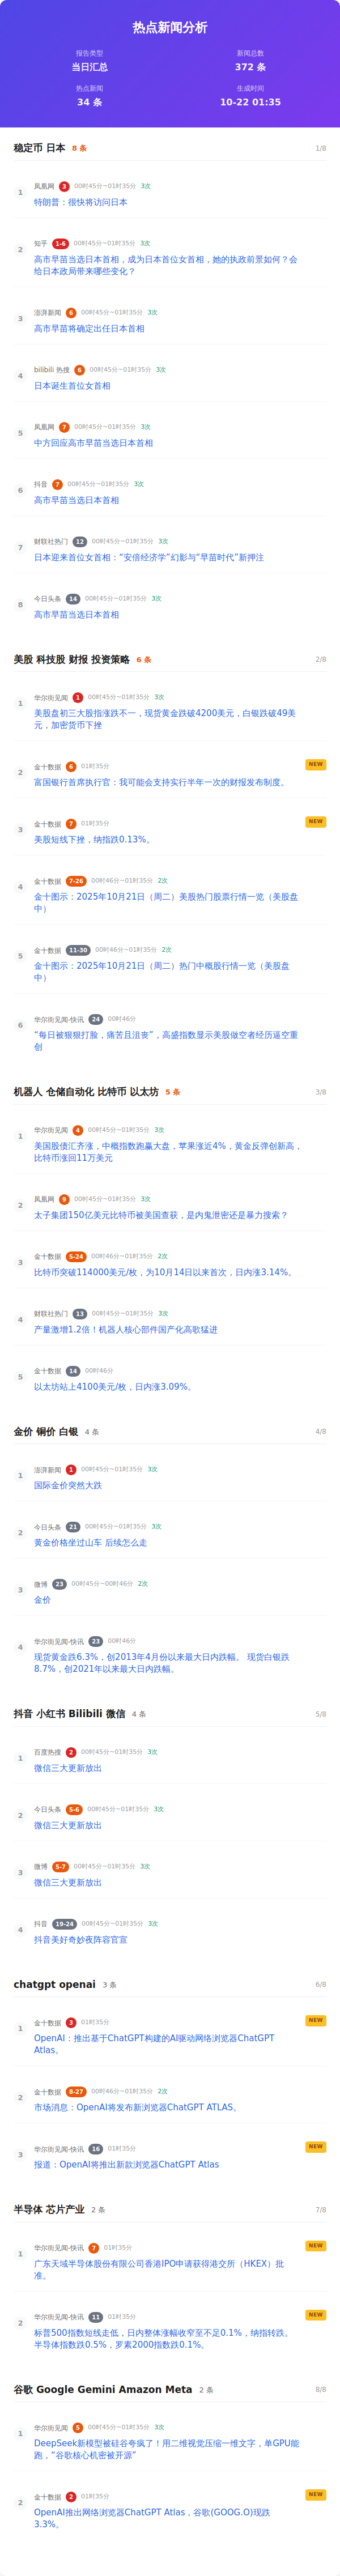 热点新闻分析
报告类型
当日汇总
新闻总数
372 条
热点新闻
34 条
生成时间
10-22 01:35
稳定币 日本 8 条 1/8
1
凤凰网 3 00时45分~01时35分 3次
特朗普：很快将访问日本
2
知乎 1-6 00时45分~01时35分 3次
高市早苗当选日本首相，成为日本首位女首相，她的执政前景如何？会
给日本政局带来哪些变化？
3
澎湃新闻 6 00时45分~01时35分 3次
高市早苗将确定出任日本首相
4
bilibili 热搜 6 00时45分~01时35分 3次
日本诞生首位女首相
5
凤凰网 7 00时45分~01时35分 3次
中方回应高市早苗当选日本首相
6
抖音 7 00时45分~01时35分 3次
高市早苗当选日本首相
7
财联社热门 12 00时45分~01时35分 3次
日本迎来首位女首相：“安倍经济学”幻影与“早苗时代”新押注
8
今日头条 14 00时45分~01时35分 3次
高市早苗当选日本首相
美股 科技股 财报 投资策略 6 条 2/8
1
华尔街见闻 1 00时45分~01时35分 3次
美股盘初三大股指涨跌不一，现货黄金跌破4200美元，白银跌破49美
元，加密货币下挫
2
金十数据 6 01时35分 NEW
富国银行首席执行官：我可能会支持实行半年一次的财报发布制度。
3
金十数据 7 01时35分 NEW
美股短线下挫，纳指跌0.13%。
4
金十数据 7-26 00时46分~01时35分 2次
金十图示：2025年10月21日（周二）美股热门股票行情一览（美股盘
中）
5
金十数据 11-30 00时46分~01时35分 2次
金十图示：2025年10月21日（周二）热门中概股行情一览（美股盘
中）
6
华尔街见闻-快讯 24 00时46分
“每日被狠狠打脸，痛苦且沮丧”，高盛指数显示美股做空者经历逼空重
创
机器人 仓储自动化 比特币 以太坊 5 条 3/8
1
华尔街见闻 4 00时45分~01时35分 3次
美国股债汇齐涨，中概指数跑赢大盘，苹果涨近4%，黄金反弹创新高，
比特币涨回11万美元
2
凤凰网 9 00时45分~01时35分 3次
太子集团150亿美元比特币被美国查获，是内鬼泄密还是暴力搜索？
3
金十数据 5-24 00时46分~01时35分 2次
比特币突破114000美元/枚，为10月14日以来首次，日内涨3.14%。
4
财联社热门 13 00时45分~01时35分 3次
产量激增1.2倍！机器人核心部件国产化高歌猛进
5
金十数据 14 00时46分
以太坊站上4100美元/枚，日内涨3.09%。
金价 铜价 白银 4 条 4/8
1
澎湃新闻 1 00时45分~01时35分 3次
国际金价突然大跌
2
今日头条 21 00时45分~01时35分 3次
黄金价格坐过山车 后续怎么走
3
微博 23 00时45分~00时46分 2次
金价
4
华尔街见闻-快讯 23 00时46分
现货黄金跌6.3%，创2013年4月份以来最大日内跌幅。 现货白银跌
8.7%，创2021年以来最大日内跌幅。
抖音 小红书 Bilibili 微信 4 条 5/8
1
百度热搜 2 00时45分~01时35分 3次
微信三大更新放出
2
今日头条 5-6 00时45分~01时35分 3次
微信三大更新放出
3
微博 5-7 00时45分~01时35分 3次
微信三大更新放出
4
抖音 19-24 00时45分~01时35分 3次
抖音美好奇妙夜阵容官宣
chatgpt openai 3 条 6/8
1
金十数据 3 01时35分 NEW
OpenAI：推出基于ChatGPT构建的AI驱动网络浏览器ChatGPT
Atlas。
2
金十数据 8-27 00时46分~01时35分 2次
市场消息：OpenAI将发布新浏览器ChatGPT ATLAS。
3
华尔街见闻-快讯 16 01时35分 NEW
报道：OpenAI将推出新款浏览器ChatGPT Atlas
半导体 芯片产业 2 条 7/8
1
华尔街见闻-快讯 7 01时35分 NEW
广东天域半导体股份有限公司香港IPO申请获得港交所（HKEX）批
准。
2
华尔街见闻-快讯 11 01时35分 NEW
标普500指数短线走低，日内整体涨幅收窄至不足0.1%，纳指转跌。
半导体指数跌0.5%，罗素2000指数跌0.1%。
谷歌 Google Gemini Amazon Meta 2 条 8/8
1
华尔街见闻 5 00时45分~01时35分 3次
DeepSeek新模型被硅谷夸疯了！用二维视觉压缩一维文字，单GPU能
跑，“谷歌核心机密被开源”
2
金十数据 2 01时35分 NEW
OpenAI推出网络浏览器ChatGPT Atlas，谷歌(GOOG.O)现跌
3.3%。